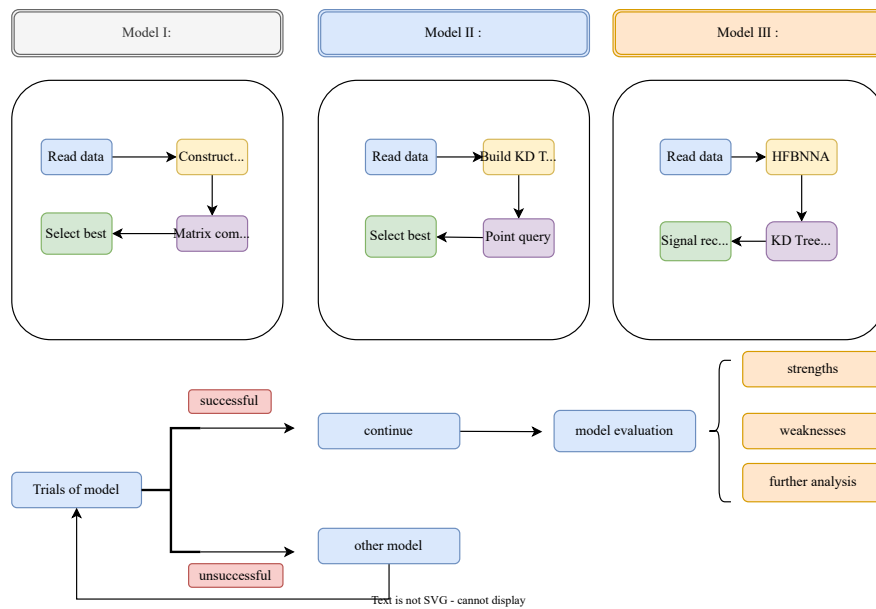 Model I:
Model II :
Model III :
Read data
Construct...
Read data
Build KD T...
Read data
HFBNNA
Select best
Matrix com...
Select best
Point query
Signal rec...
KD Tree...
strengths
successful
continue
model evaluation
weaknesses
Trials of model
further analysis
other model
unsuccessful
Text is not SVG - cannot display